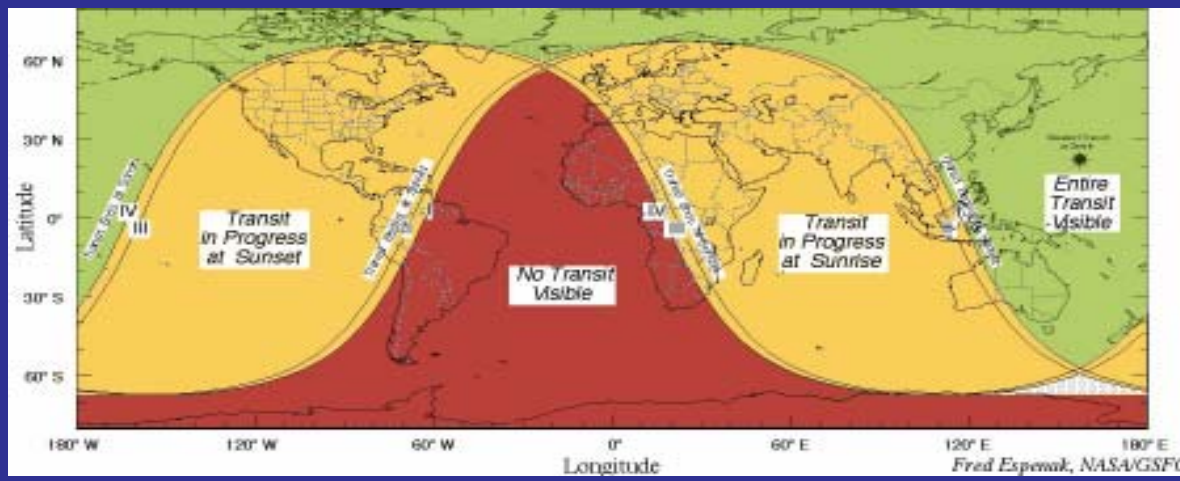 60° N
30° N
0°
30° S
60° S
Latitude
IV
III
Transit
in Progress
at Sunset
I
No Transit
Visible
IV
Transit
in Progress
at Sunrise
Entire
Transit
Visible
180° W
120° W
60° W
0°
60° E
120° E
180° E
Longitude
Fred Espenak, NASA/GSFC